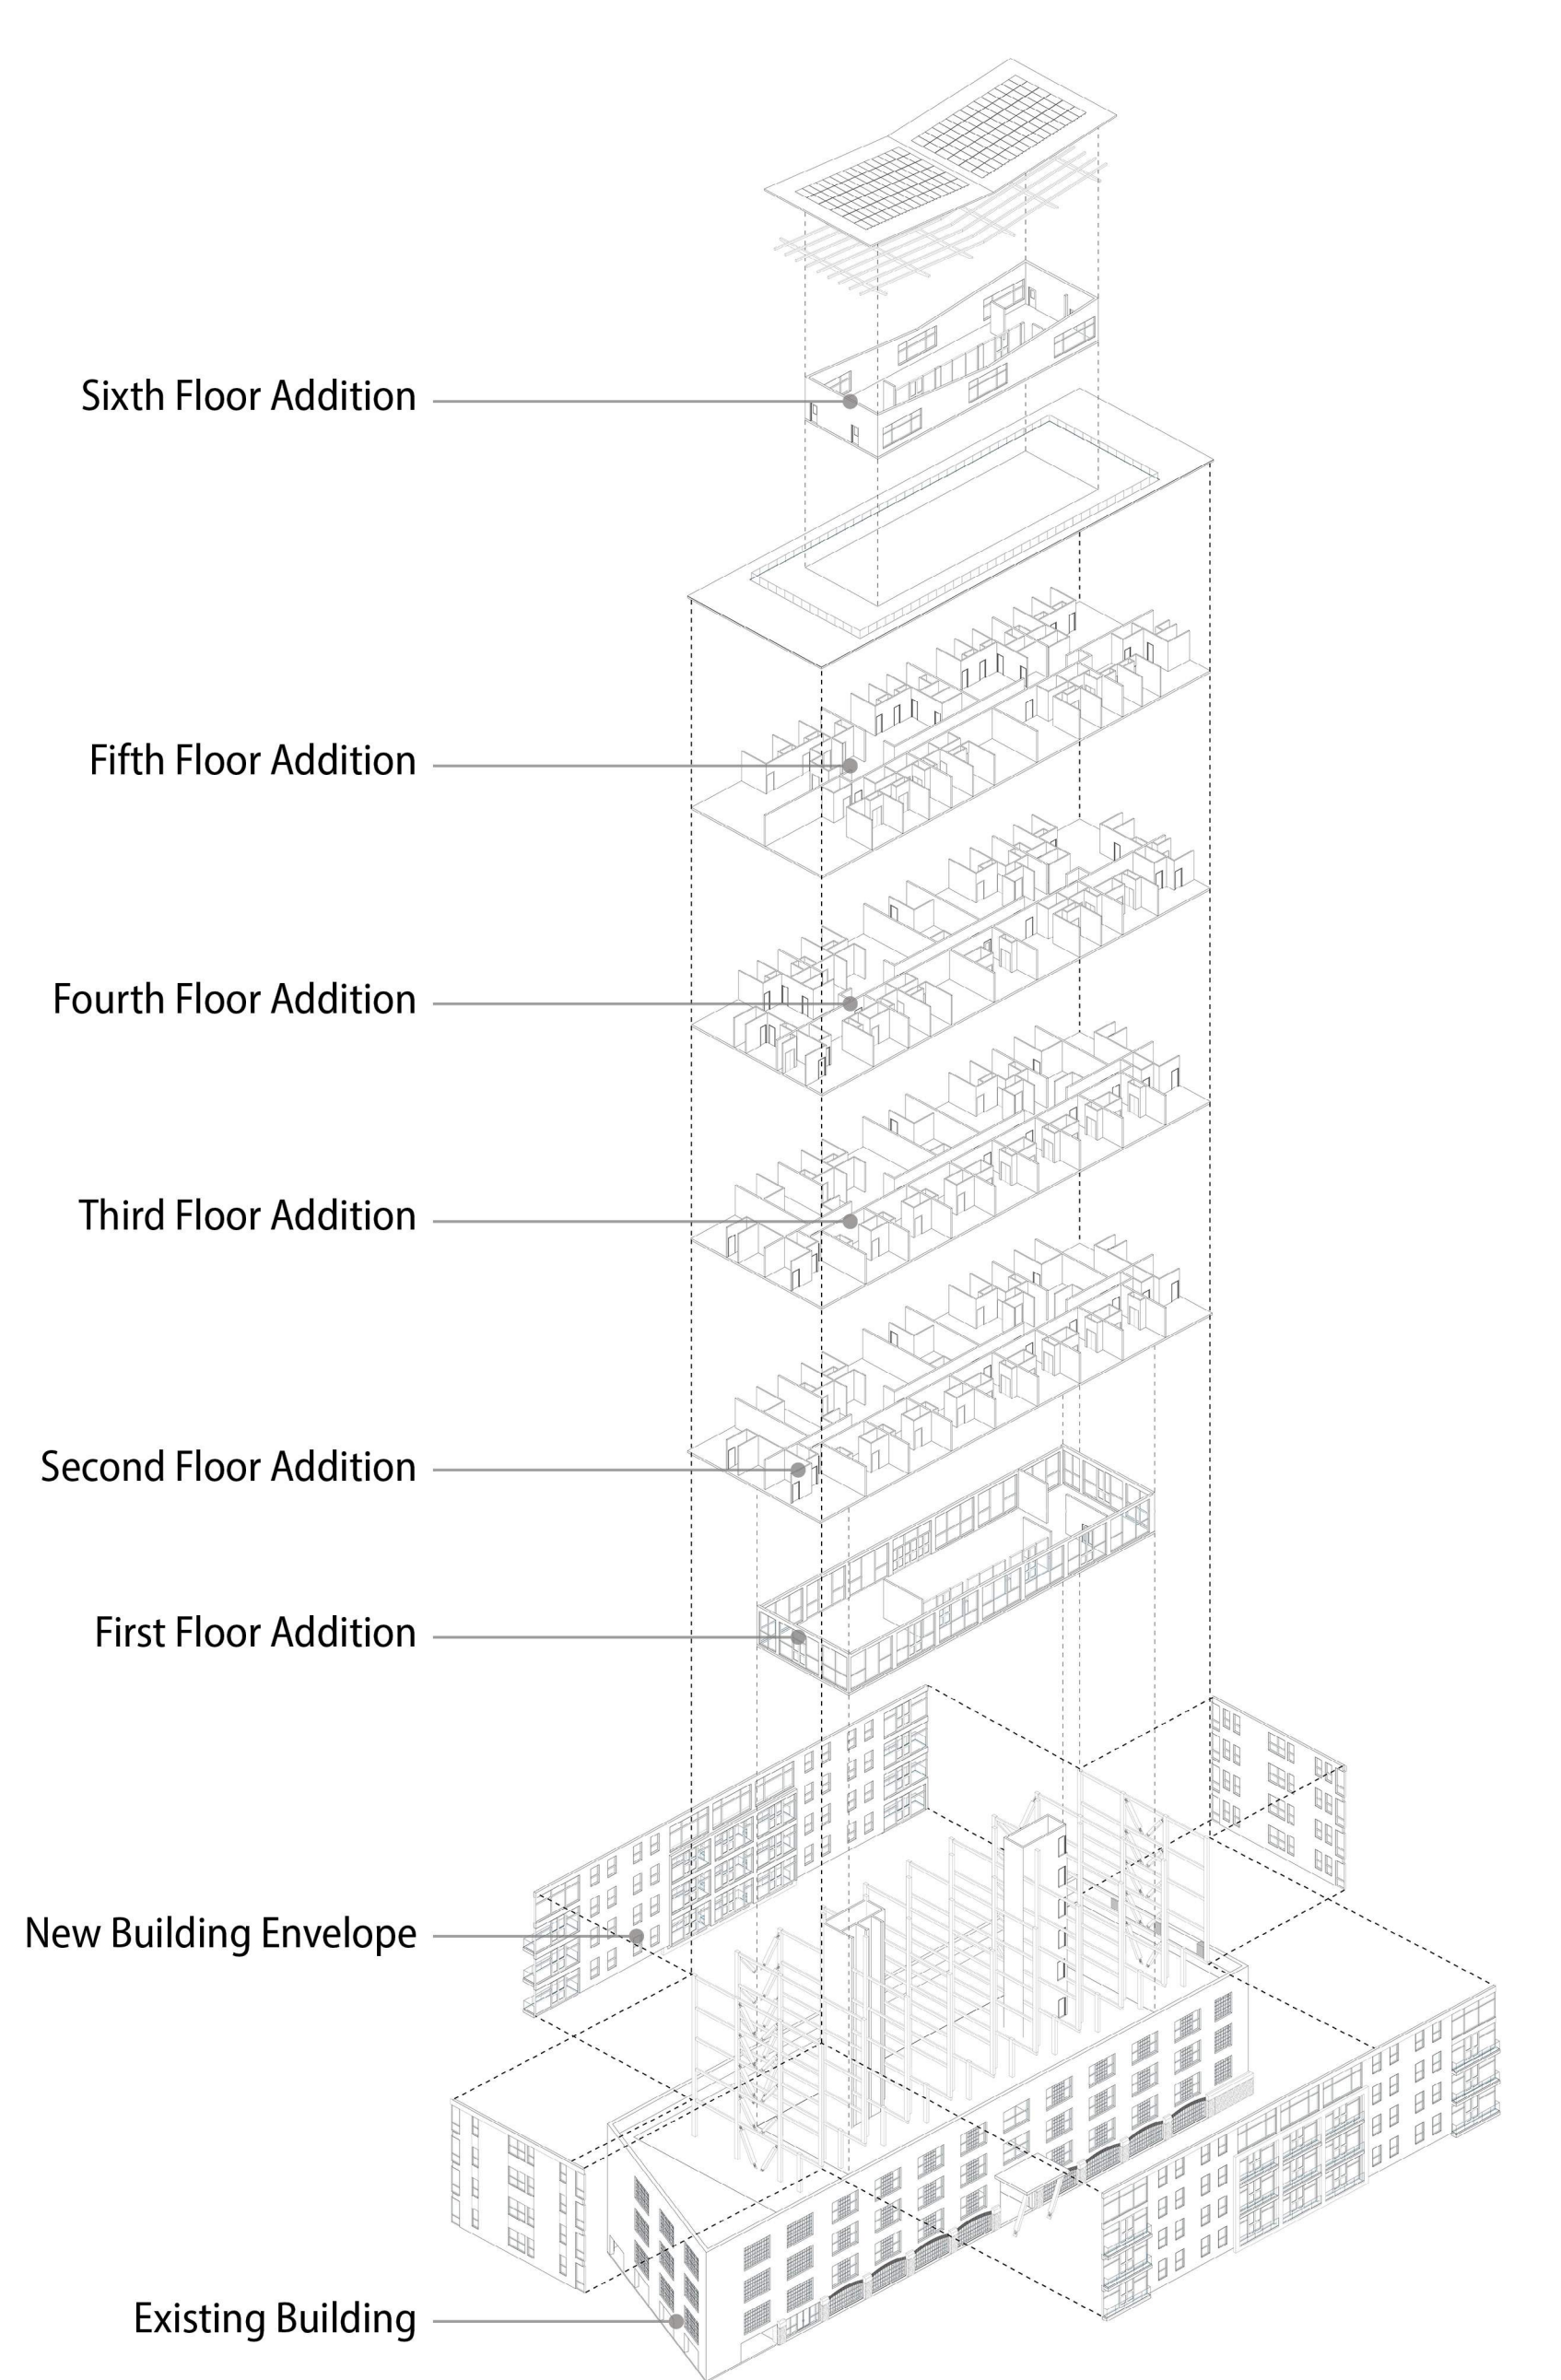 Sixth Floor Addition
Fifth Floor Addition
Fourth Floor Addition
Third Floor Addition
Second Floor Addition
First Floor Addition
New Building Envelope
Existing Building